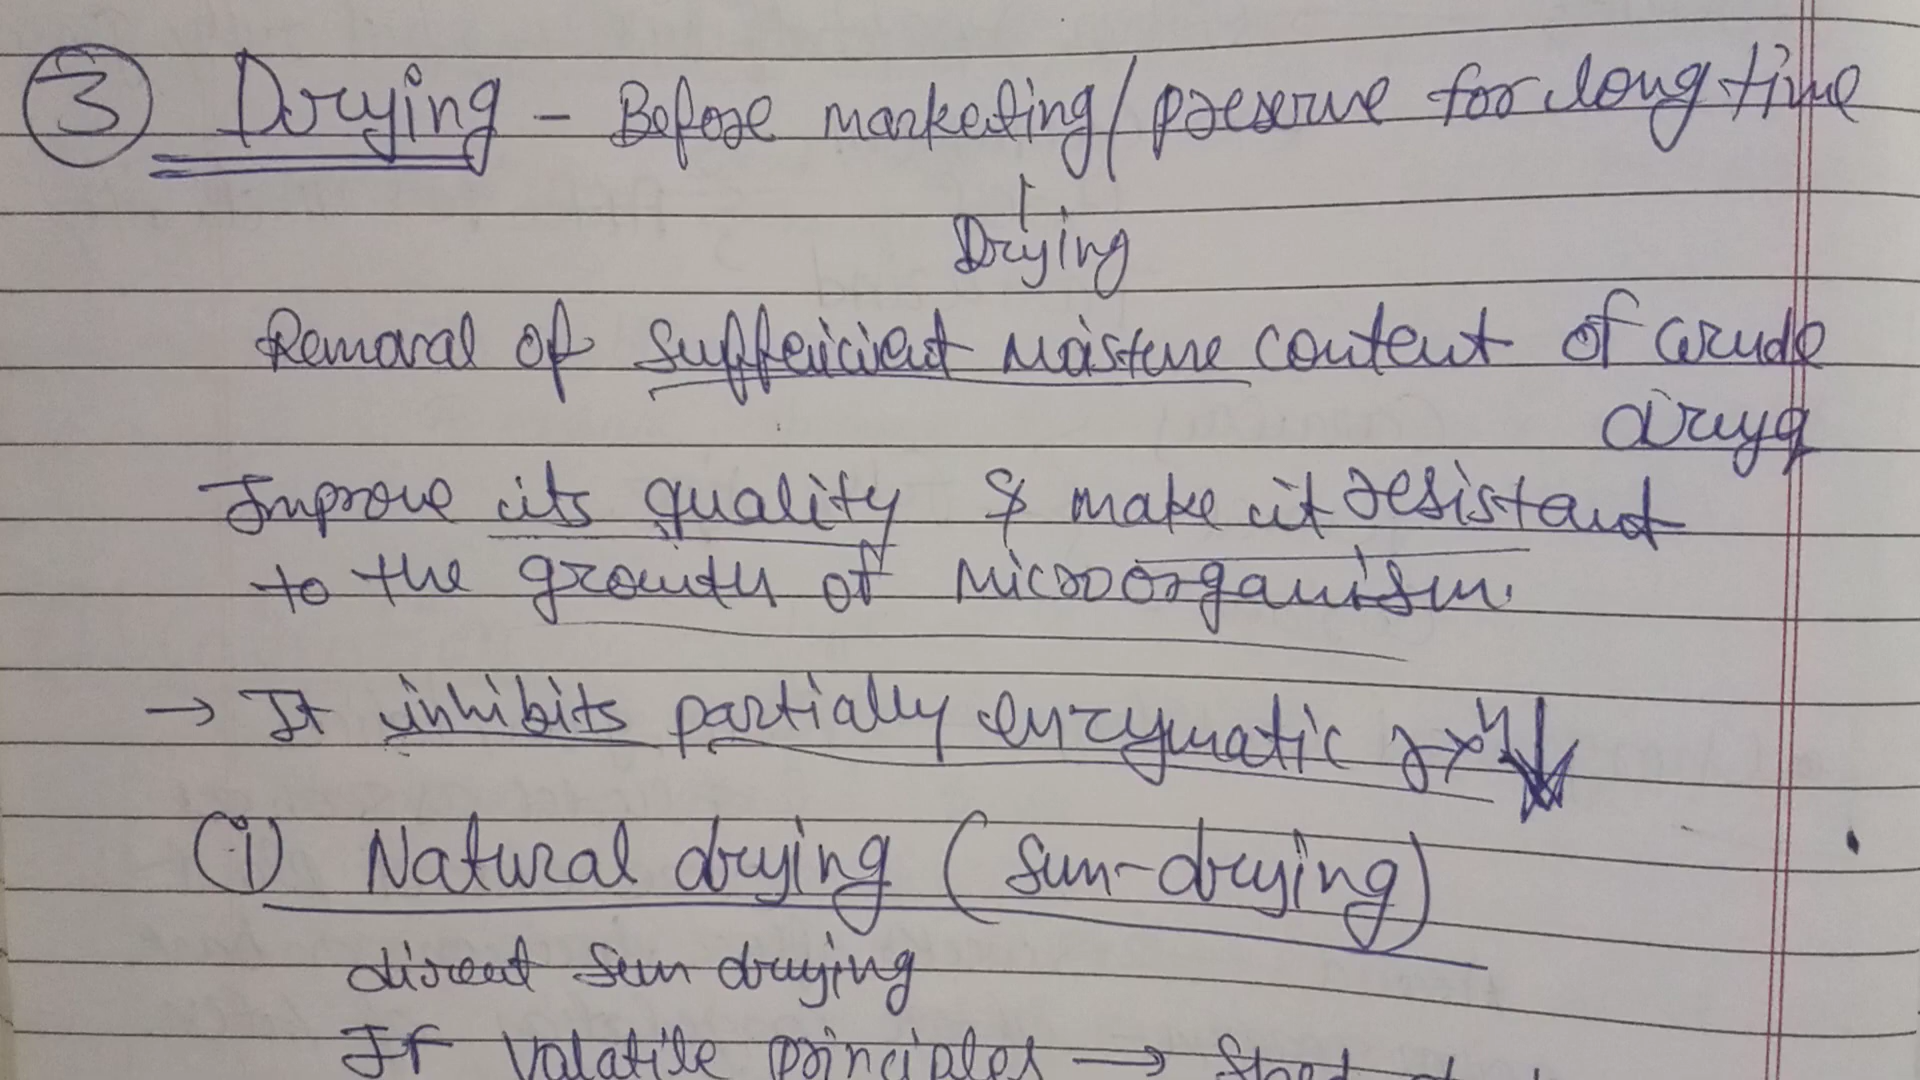 ③ Drying - Before marketing/preserve for long time
↓
Drying
Removal of suffeicient moisture content of crude
drug
Improve its quality & make it resistant
to the growth of microorganism.
→ It inhibits partially enzymatic rxⁿ ↓
(i) Natural drying (sun-drying)
direct sun drying
If Volatile principles →